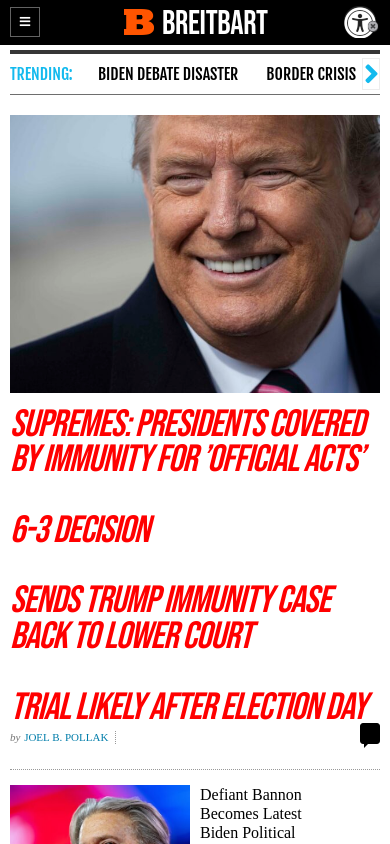 BREITBART
TRENDING: BIDEN DEBATE DISASTER BORDER CRISIS
SUPREMES: PRESIDENTS COVERED
BY IMMUNITY FOR 'OFFICIAL ACTS'
6-3 DECISION
SENDS TRUMP IMMUNITY CASE
BACK TO LOWER COURT
TRIAL LIKELY AFTER ELECTION DAY
by JOEL B. POLLAK
Defiant Bannon
Becomes Latest
Biden Political